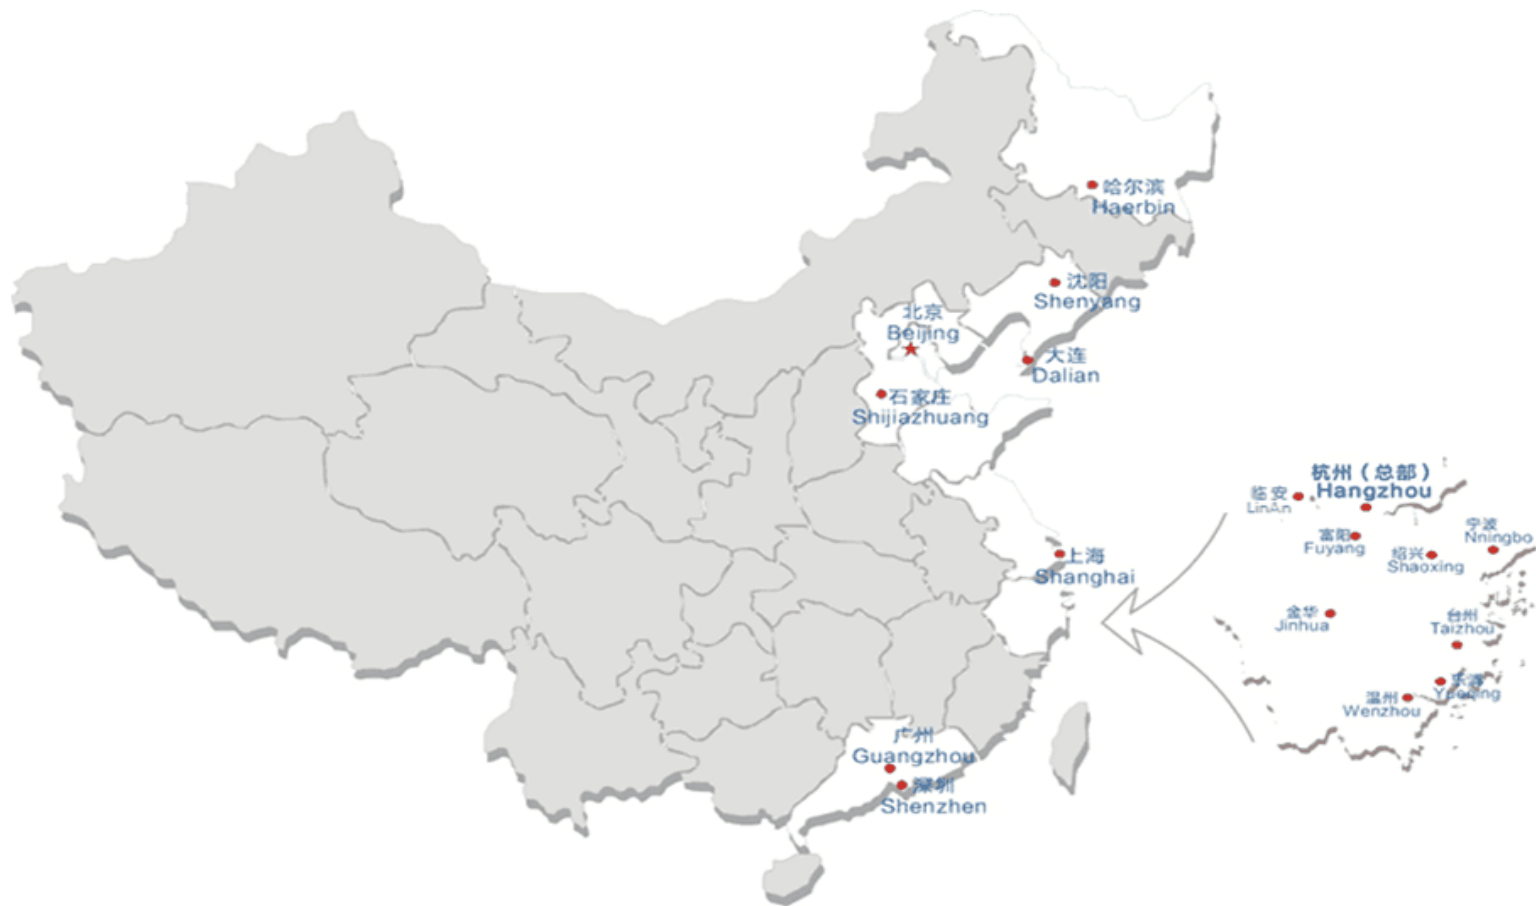 哈尔滨
Haerbin
沈阳
Shenyang
北京
Beijing
大连
Dalian
石家庄
Shijiazhuang
上海
Shanghai
广州
Guangzhou
深圳
Shenzhen
杭州（总部）
Hangzhou
临安
LinAn
富阳
Fuyang
宁波
Nningbo
绍兴
Shaoxing
金华
Jinhua
台州
Taizhou
温州
Wenzhou